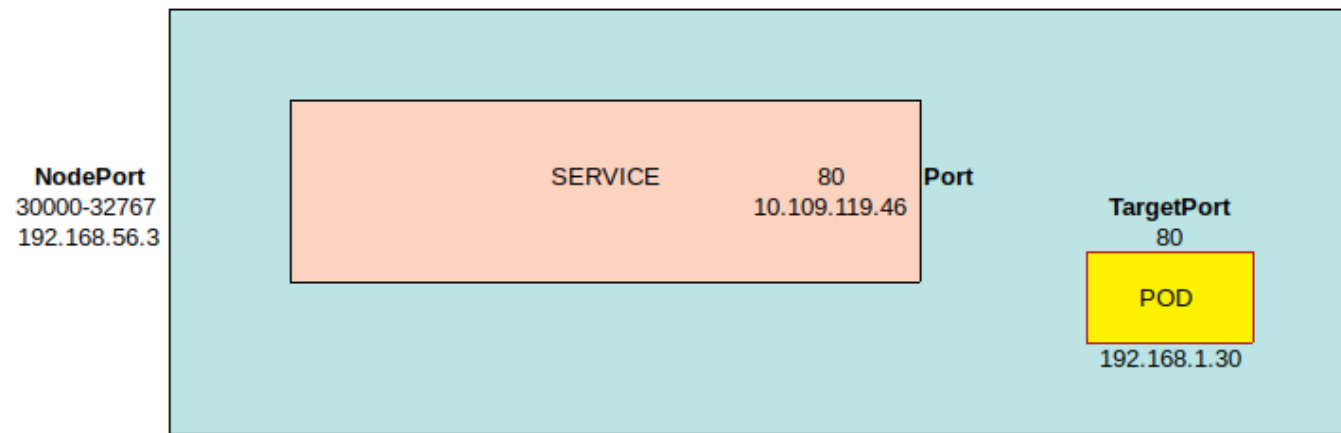 NodePort
30000-32767
192.168.56.3
SERVICE
80
10.109.119.46
Port
TargetPort
80
POD
192.168.1.30